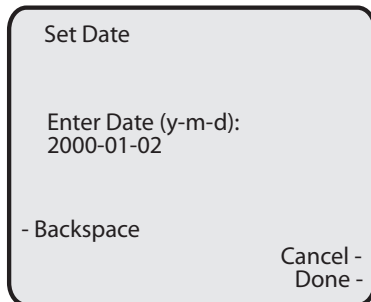 Set Date
Enter Date (y-m-d):
2000-01-02
- Backspace
Cancel -
Done -